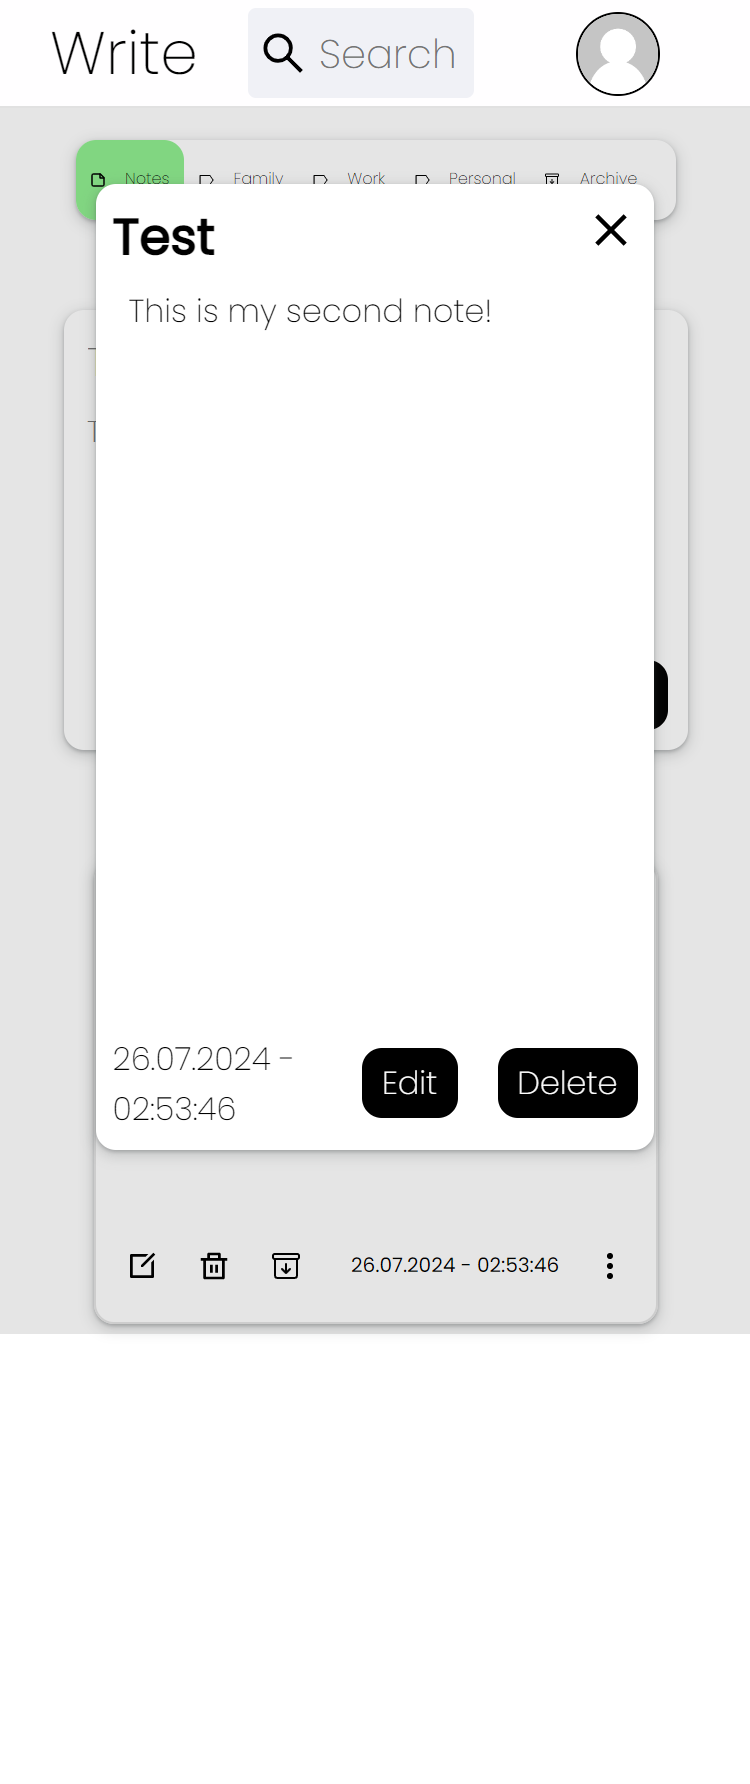 Write
Search
Notes Family Work Personal Archive
Test
This is my second note!
26.07.2024 -
02:53:46
Edit
Delete
26.07.2024 - 02:53:46